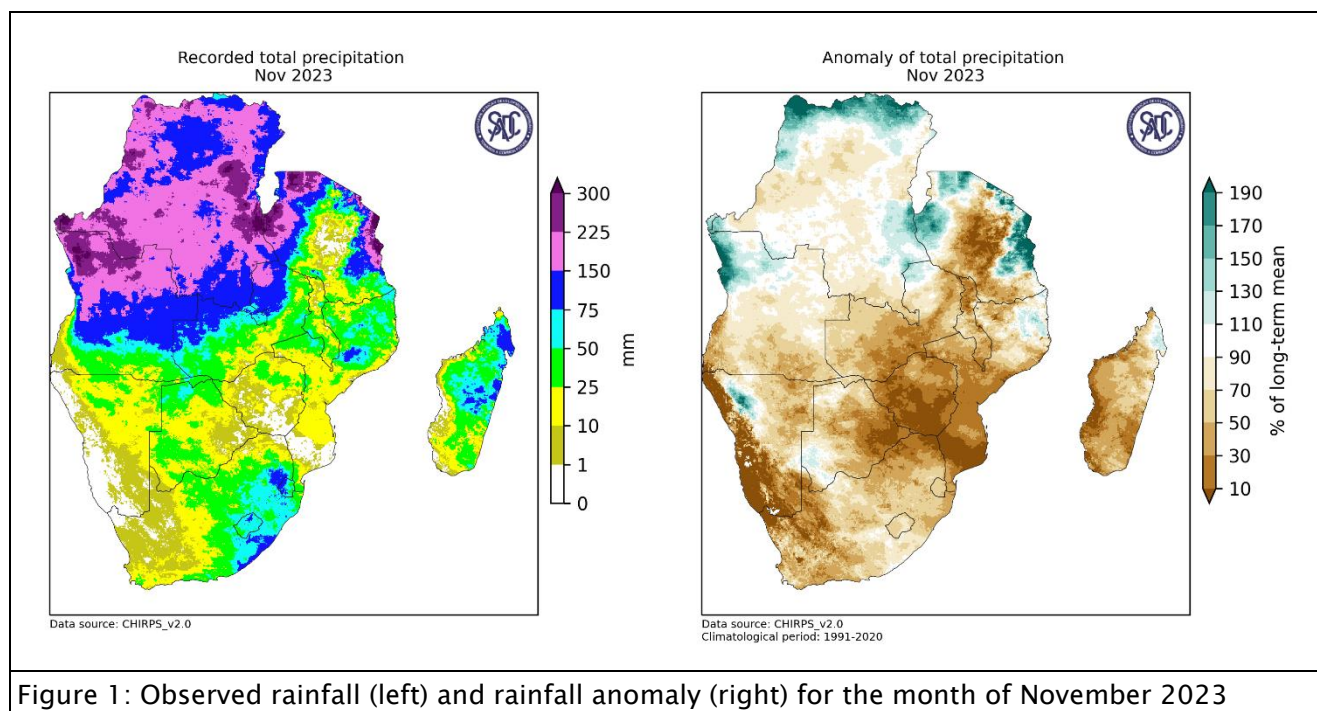 Recorded total precipitation
Nov 2023
SADC
300
225
150
75
50
25
10
1
0
mm
Data source: CHIRPS_v2.0
Anomaly of total precipitation
Nov 2023
SADC
190
170
150
130
110
90
70
50
30
10
% of long-term mean
Data source: CHIRPS_v2.0
Climatological period: 1991-2020
Figure 1: Observed rainfall (left) and rainfall anomaly (right) for the month of November 2023